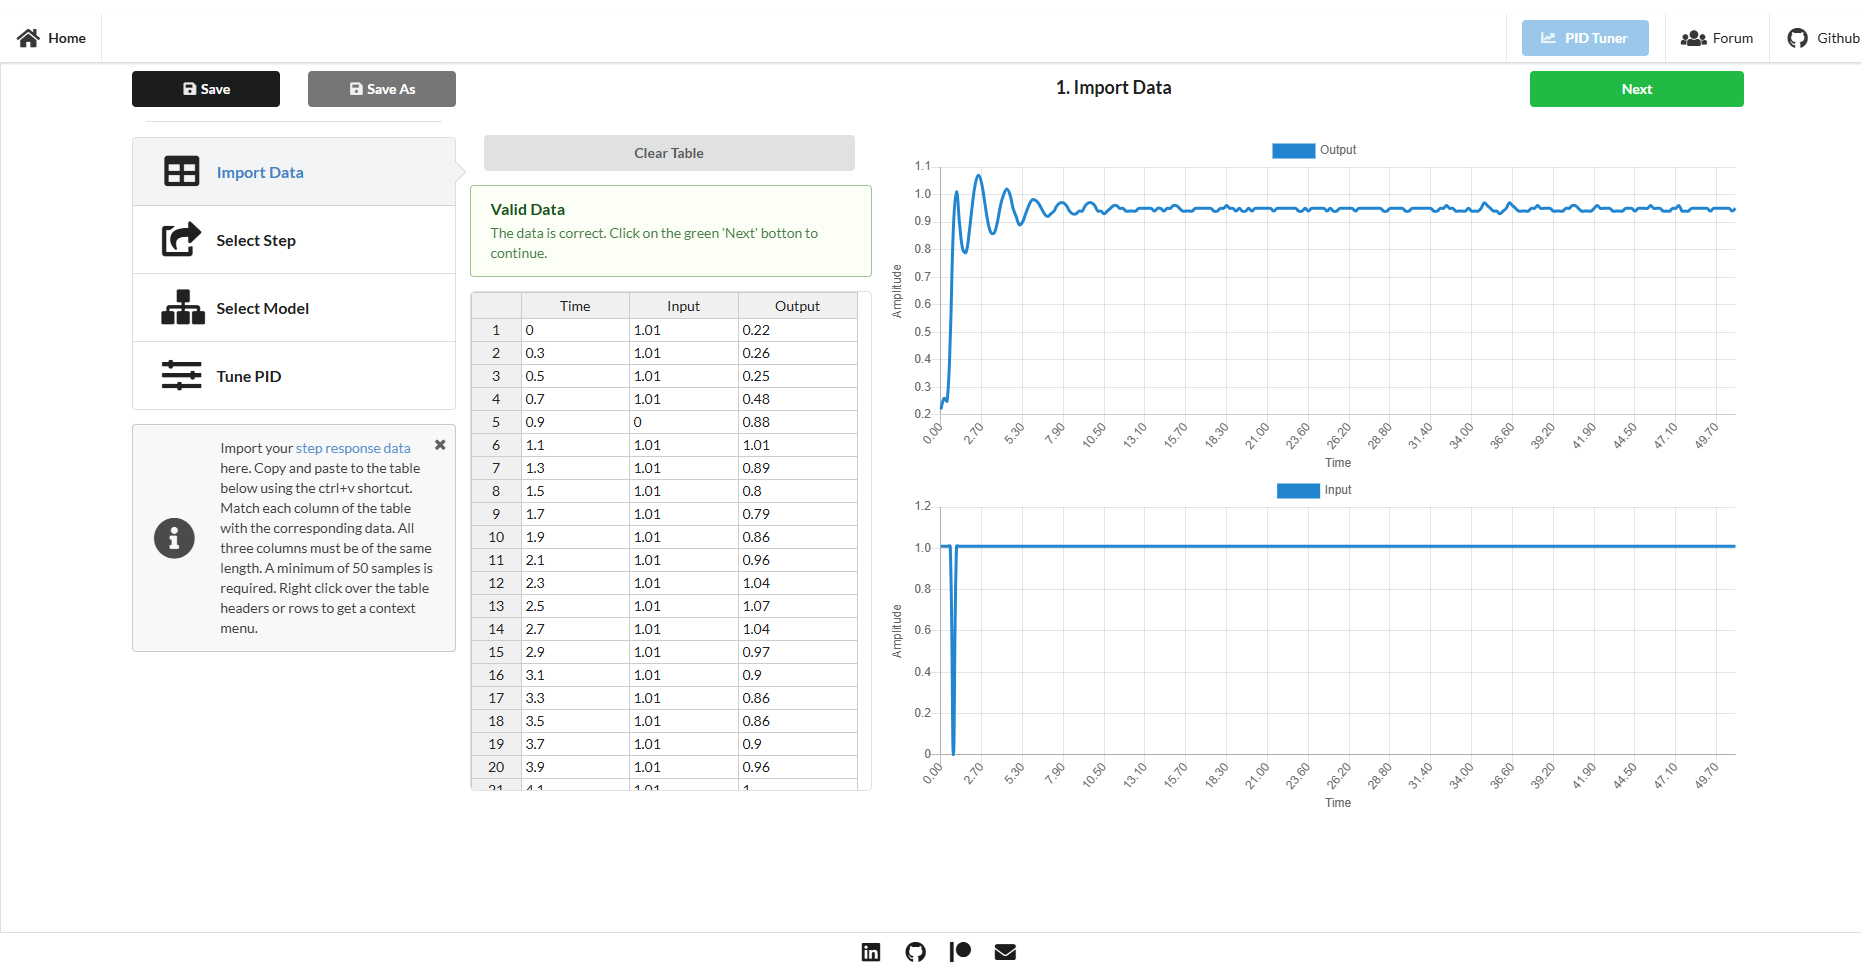 Home
PID Tuner
Forum
Github
Save
Save As
1. Import Data
Next
Import Data
Select Step
Select Model
Tune PID
Import your step response data
here. Copy and paste to the table
below using the ctrl+v shortcut.
Match each column of the table
with the corresponding data. All
three columns must be of the same
length. A minimum of 50 samples is
required. Right click over the table
headers or rows to get a context
menu.
Clear Table
Valid Data
The data is correct. Click on the green 'Next' botton to
continue.
Time Input Output
1 0 1.01 0.22
2 0.3 1.01 0.26
3 0.5 1.01 0.25
4 0.7 1.01 0.48
5 0.9 0 0.88
6 1.1 1.01 1.01
7 1.3 1.01 0.89
8 1.5 1.01 0.8
9 1.7 1.01 0.79
10 1.9 1.01 0.86
11 2.1 1.01 0.96
12 2.3 1.01 1.04
13 2.5 1.01 1.07
14 2.7 1.01 1.04
15 2.9 1.01 0.97
16 3.1 1.01 0.9
17 3.3 1.01 0.86
18 3.5 1.01 0.86
19 3.7 1.01 0.9
20 3.9 1.01 0.96
21 4.1 1.01 1
Output
Amplitude
1.1
1.0
0.9
0.8
0.7
0.6
0.5
0.4
0.3
0.2
0.00 2.70 5.30 7.90 10.50 13.10 15.70 18.30 21.00 23.60 26.20 28.80 31.40 34.00 36.60 39.20 41.90 44.50 47.10 49.70
Time
Input
Amplitude
1.2
1.0
0.8
0.6
0.4
0.2
0
0.00 2.70 5.30 7.90 10.50 13.10 15.70 18.30 21.00 23.60 26.20 28.80 31.40 34.00 36.60 39.20 41.90 44.50 47.10 49.70
Time